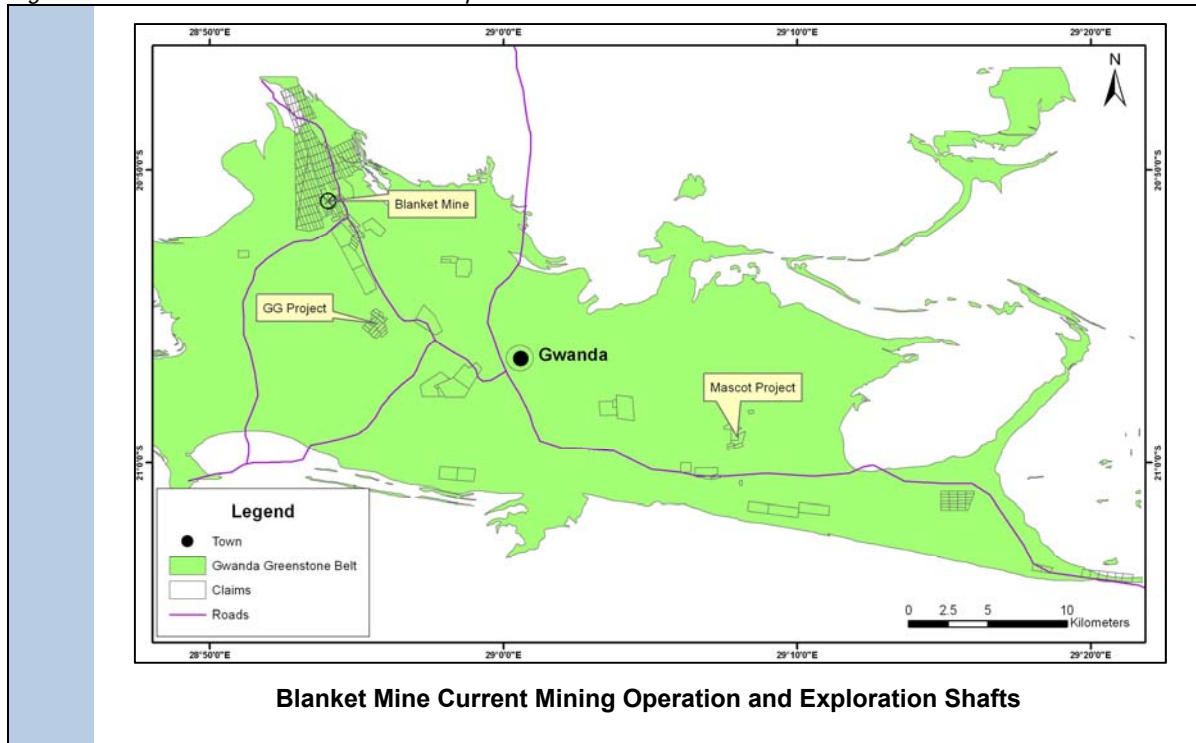 28°50'0"E 29°0'0"E 29°10'0"E 29°20'0"E
N
20°50'0"S 20°50'0"S
Blanket Mine
GG Project
Gwanda
Mascot Project
21°0'0"S 21°0'0"S
Legend
Town
Gwanda Greenstone Belt
Claims
Roads
0 2.5 5 10
Kilometers
28°50'0"E 29°0'0"E 29°10'0"E 29°20'0"E
Blanket Mine Current Mining Operation and Exploration Shafts